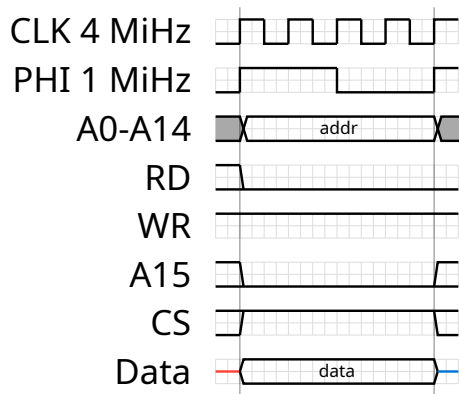 CLK 4 MiHz
PHI 1 MiHz
A0-A14 addr
RD
WR
A15
CS
Data data